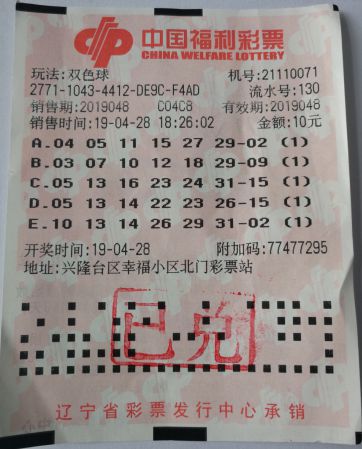 中国福利彩票
CHINA WELFARE LOTTERY
玩法:双色球 机号:21110071
2771-1043-4412-DE9C-F4AD 流水号:130
销售期:2019048 C04C8 有效期:2019048
销售时间:19-04-28 18:26:02 金额:10元
A.04 05 11 15 27 29-02 (1)
B.03 07 10 12 18 29-09 (1)
C.05 13 16 23 24 31-15 (1)
D.05 13 14 22 23 26-15 (1)
E.10 13 14 26 29 31-02 (1)
开奖时间:19-04-28 附加码:77477295
地址:兴隆台区幸福小区北门彩票站
已兑
辽宁省彩票发行中心承销